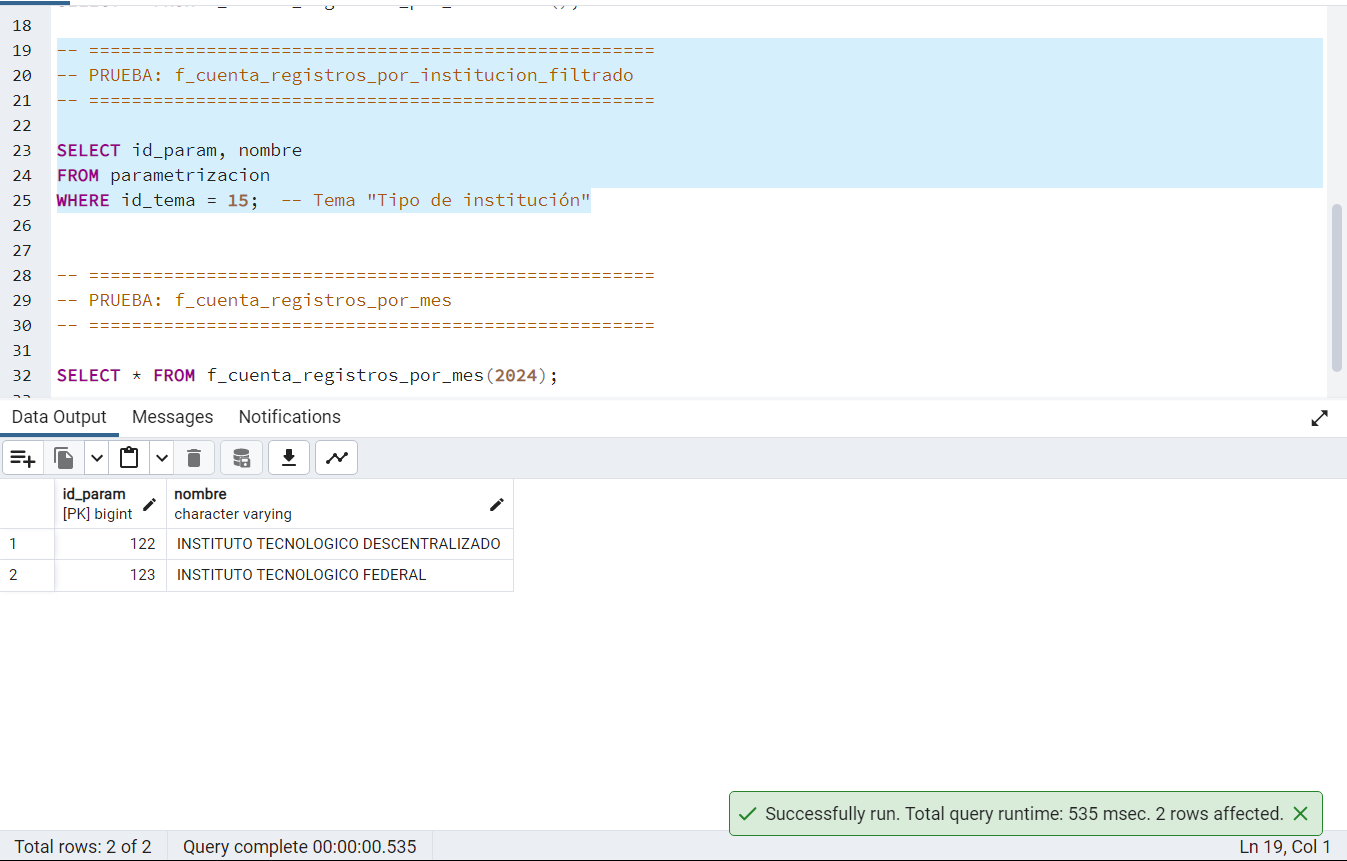 18
19 -- =====================================================
20 -- PRUEBA: f_cuenta_registros_por_institucion_filtrado
21 -- =====================================================
22
23 SELECT id_param, nombre
24 FROM parametrizacion
25 WHERE id_tema = 15;  -- Tema "Tipo de institución"
26
27
28 -- =====================================================
29 -- PRUEBA: f_cuenta_registros_por_mes
30 -- =====================================================
31
32 SELECT * FROM f_cuenta_registros_por_mes(2024);
Data Output Messages Notifications
id_param nombre
[PK] bigint character varying
1 122 INSTITUTO TECNOLOGICO DESCENTRALIZADO
2 123 INSTITUTO TECNOLOGICO FEDERAL
Successfully run. Total query runtime: 535 msec. 2 rows affected.
Total rows: 2 of 2 Query complete 00:00:00.535 Ln 19, Col 1